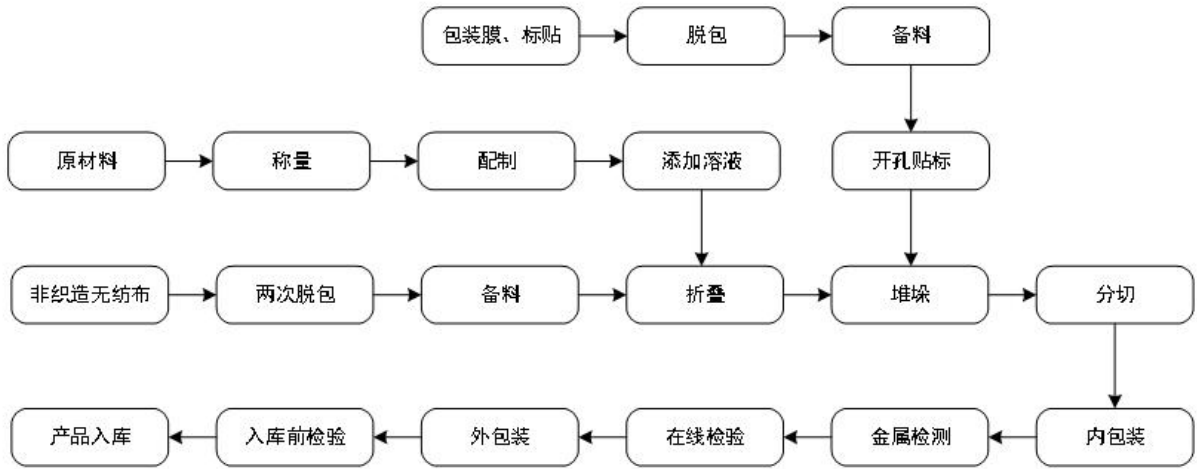 包装膜、标贴
脱包
备料
原材料
称量
配制
添加溶液
开孔贴标
非织造无纺布
两次脱包
备料
折叠
堆垛
分切
产品入库
入库前检验
外包装
在线检验
金属检测
内包装